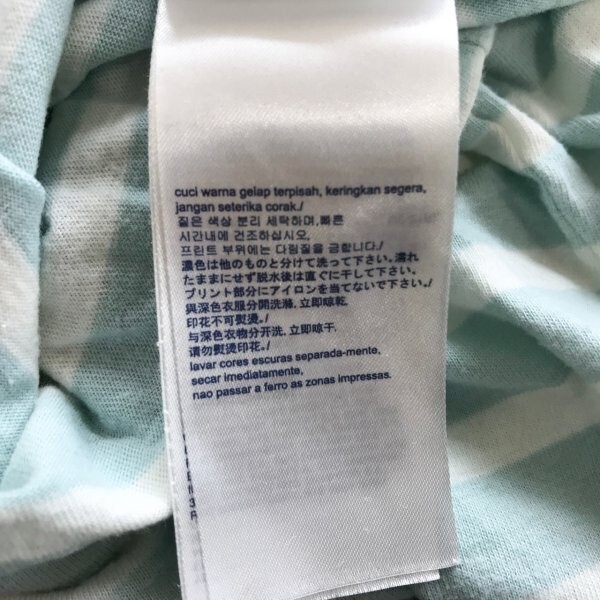 cuci warna gelap terpisah, keringkan segera,
jangan seterika corak./
짙은 색상 분리 세탁하며,빠른
시간내에 건조하십시오.
프린트 부위에는 다림질을 금합니다./
濃色は他のものと分けて洗って下さい。濡れ
たままにせず脱水後は直ぐに干して下さい。
プリント部分にアイロンを当てないで下さい。/
與深色衣服分開洗滌, 立即晾乾,
印花不可熨燙。/
与深色衣物分开洗, 立即晾干,
请勿熨烫印花。/
lavar cores escuras separada-mente,
secar imediatamente,
nao passar a ferro as zonas impressas.